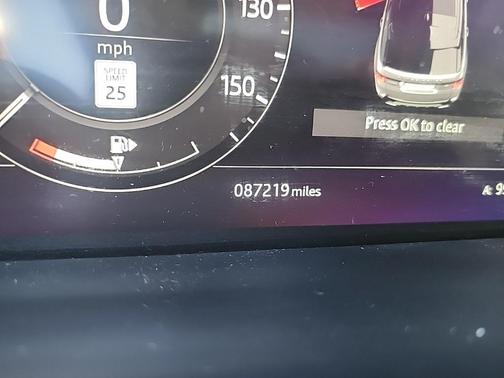 0
130
mph
SPEED
LIMIT
25
150
Press OK to clear
087219 miles